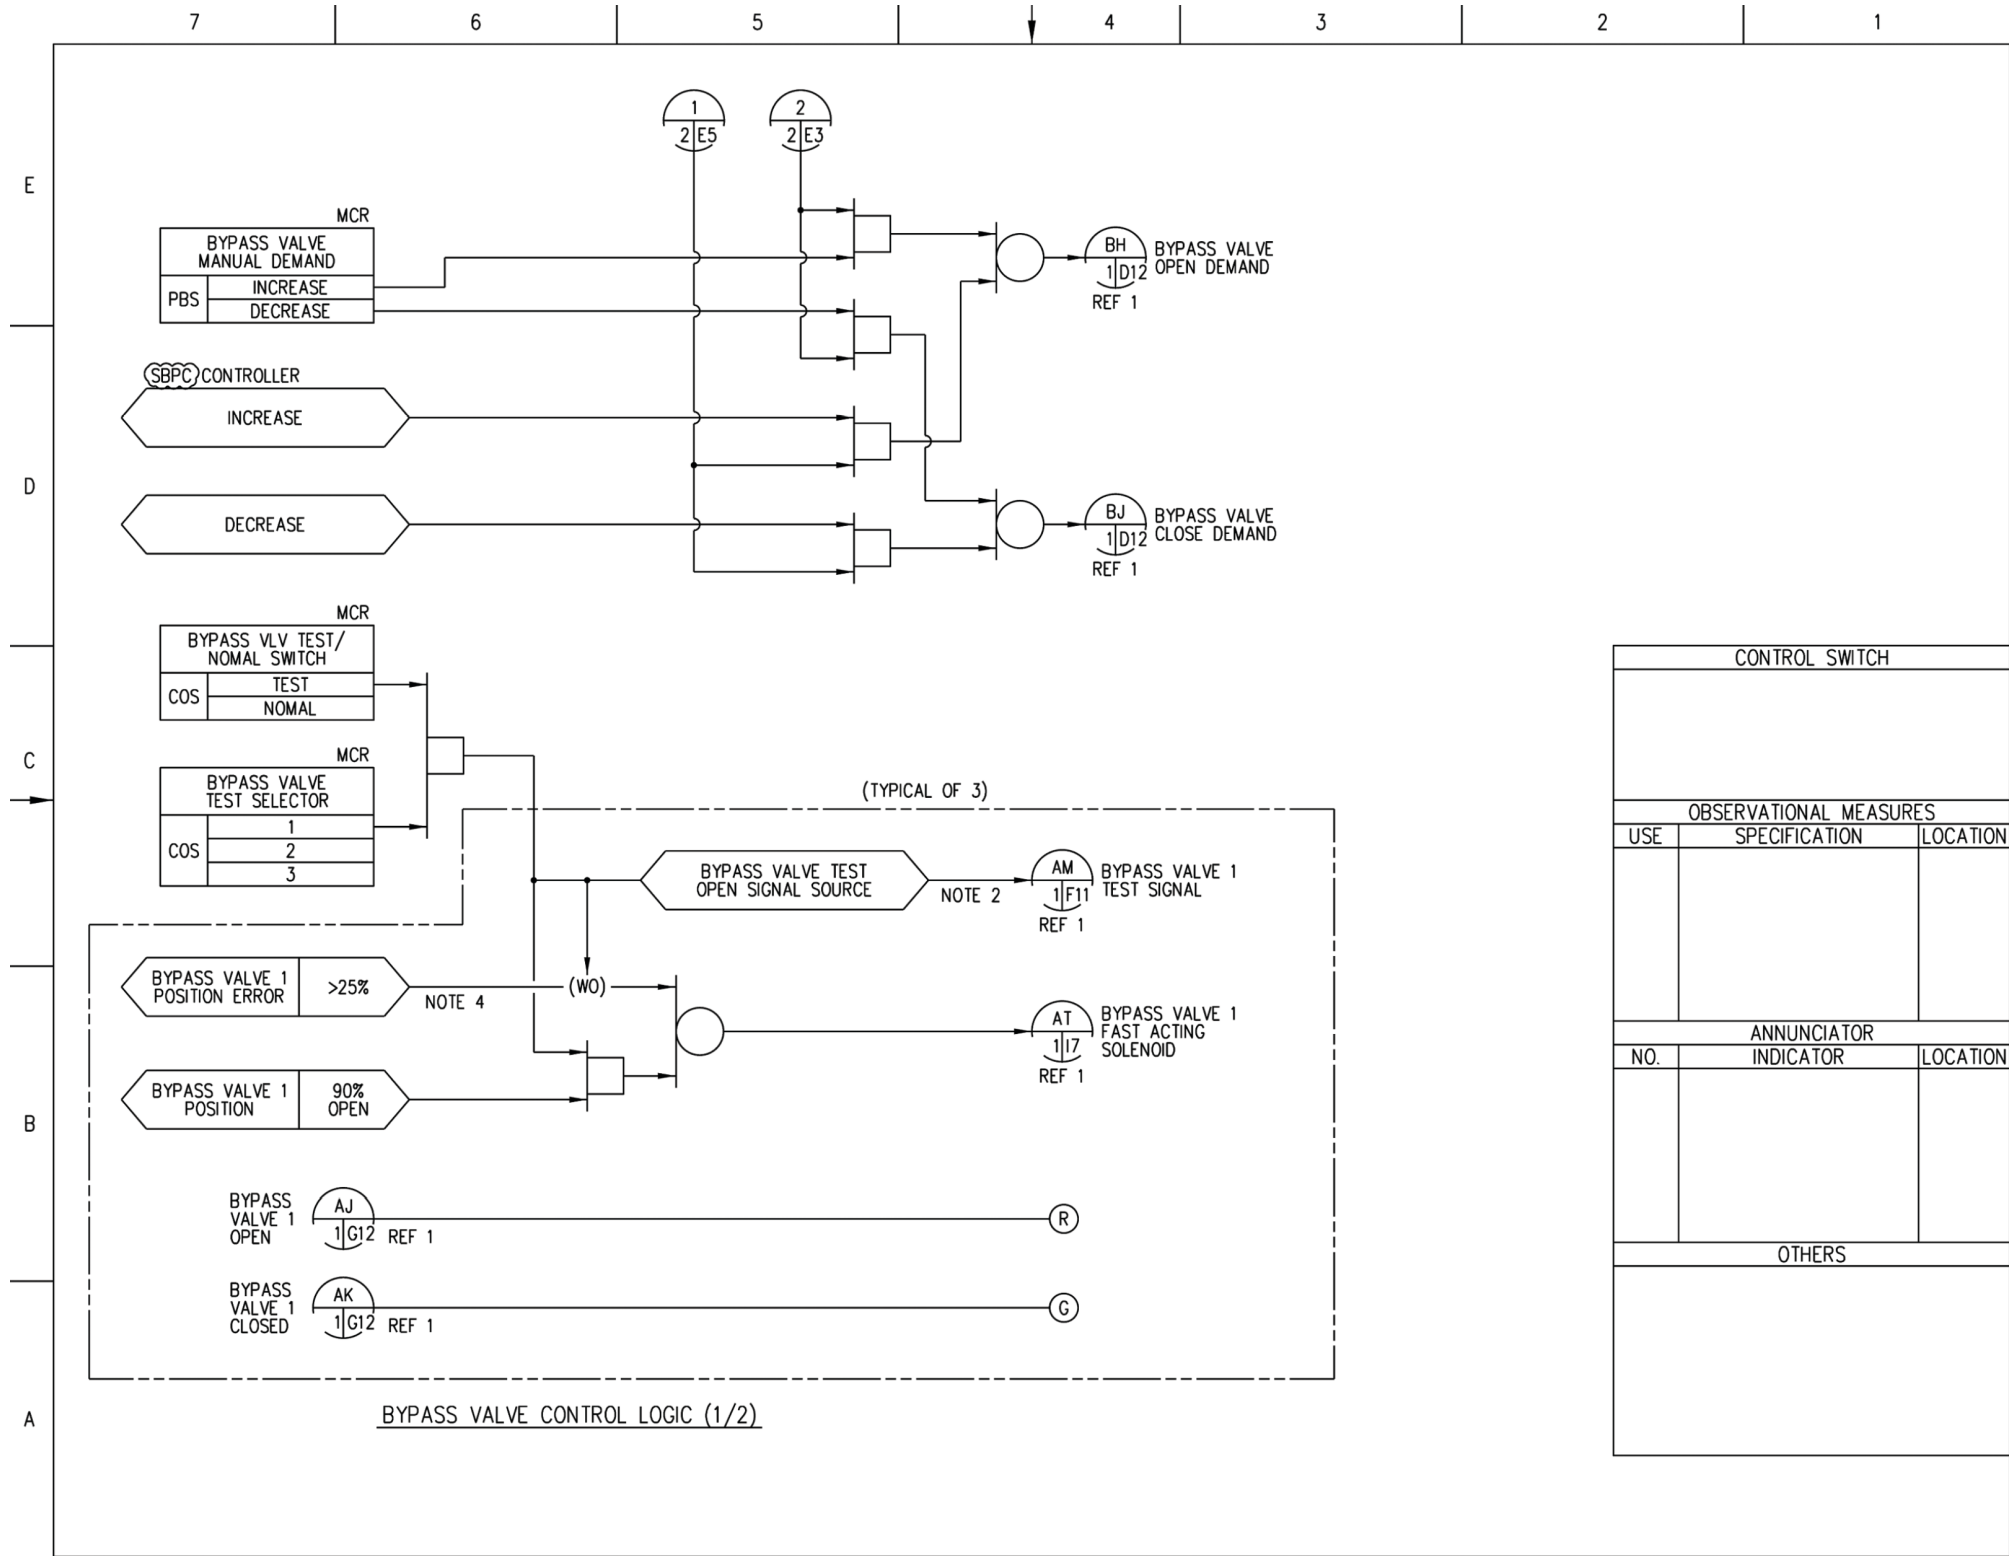 7 6 5 4 3 2 1
1
2 E5
2
2 E3
E
MCR
BYPASS VALVE
MANUAL DEMAND
PBS
INCREASE
DECREASE
BH
1 D12
REF 1
BYPASS VALVE
OPEN DEMAND
SBPC CONTROLLER
INCREASE
D
DECREASE
BJ
1 D12
REF 1
BYPASS VALVE
CLOSE DEMAND
MCR
BYPASS VLV TEST/
NOMAL SWITCH
COS
TEST
NOMAL
C
MCR
BYPASS VALVE
TEST SELECTOR
COS
1
2
3
(TYPICAL OF 3)
BYPASS VALVE TEST
OPEN SIGNAL SOURCE
NOTE 2
AM
1 F11
REF 1
BYPASS VALVE 1
TEST SIGNAL
BYPASS VALVE 1
POSITION ERROR
>25%
NOTE 4
(WO)
AT
1 I7
REF 1
BYPASS VALVE 1
FAST ACTING
SOLENOID
B
BYPASS VALVE 1
POSITION
90%
OPEN
BYPASS
VALVE 1
OPEN
AJ
1 G12
REF 1
R
BYPASS
VALVE 1
CLOSED
AK
1 G12
REF 1
G
A
BYPASS VALVE CONTROL LOGIC (1/2)
CONTROL SWITCH
OBSERVATIONAL MEASURES
USE SPECIFICATION LOCATION
ANNUNCIATOR
NO. INDICATOR LOCATION
OTHERS